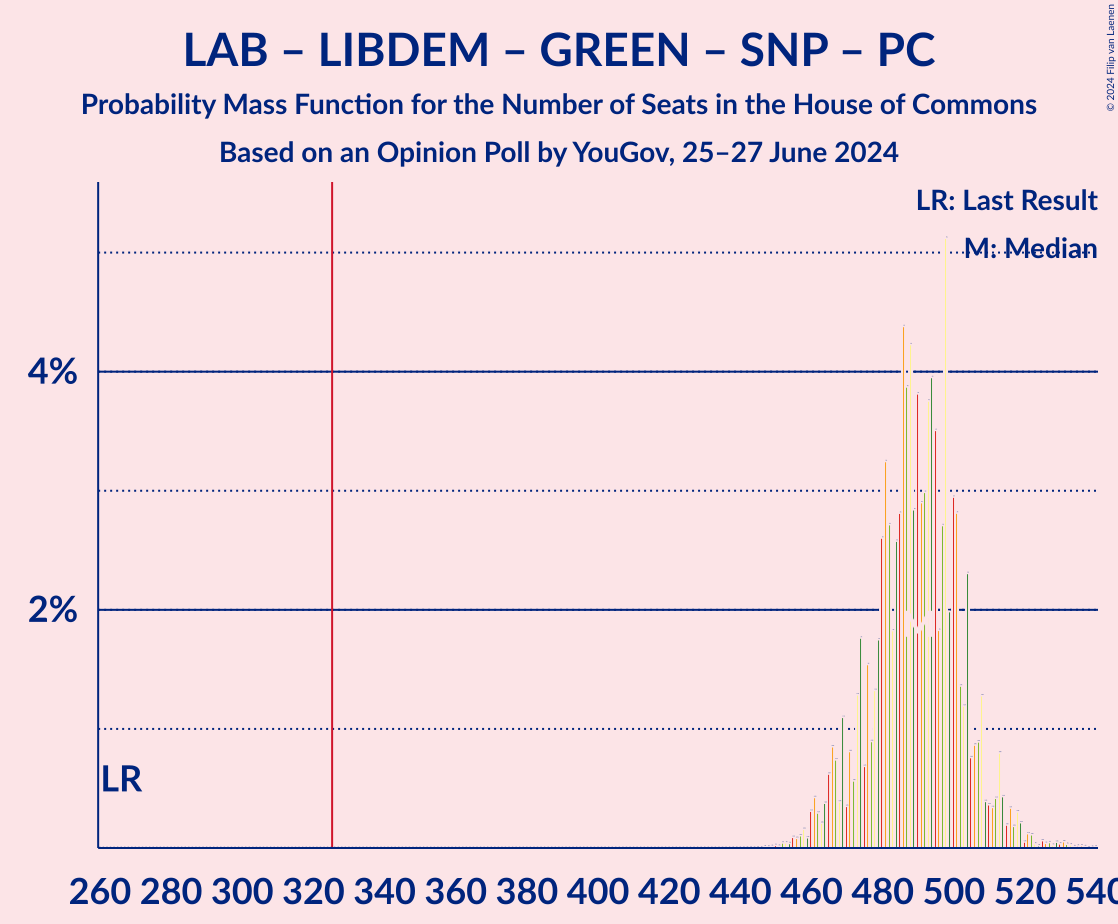 LAB – LIBDEM – GREEN – SNP – PC
Probability Mass Function for the Number of Seats in the House of Commons
Based on an Opinion Poll by YouGov, 25–27 June 2024
© 2024 Filip van Laenen
LR: Last Result
M: Median
4%
2%
LR
260 280 300 320 340 360 380 400 420 440 460 480 500 520 540